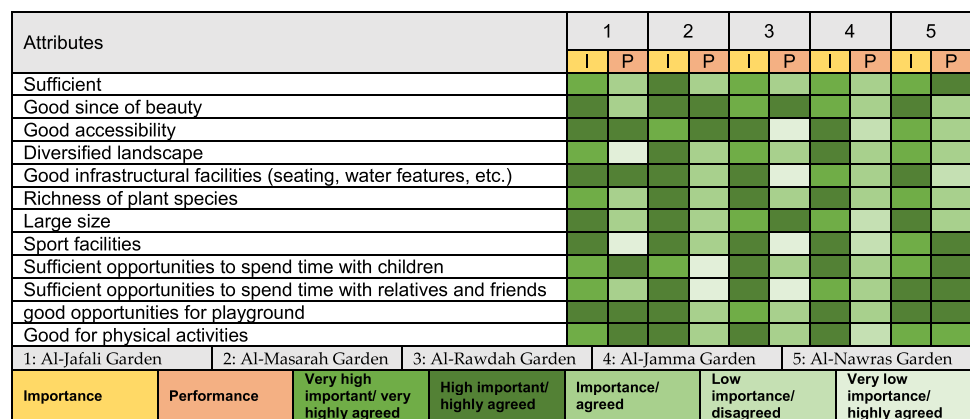 Attributes 1 2 3 4 5
I P I P I P I P I P
Sufficient
Good since of beauty
Good accessibility
Diversified landscape
Good infrastructural facilities (seating, water features, etc.)
Richness of plant species
Large size
Sport facilities
Sufficient opportunities to spend time with children
Sufficient opportunities to spend time with relatives and friends
good opportunities for playground
Good for physical activities
1: Al-Jafali Garden 2: Al-Masarah Garden 3: Al-Rawdah Garden 4: Al-Jamma Garden 5: Al-Nawras Garden
Importance
Performance
Very high
important/ very
highly agreed
High important/
highly agreed
Importance/
agreed
Low
importance/
disagreed
Very low
importance/
highly agreed